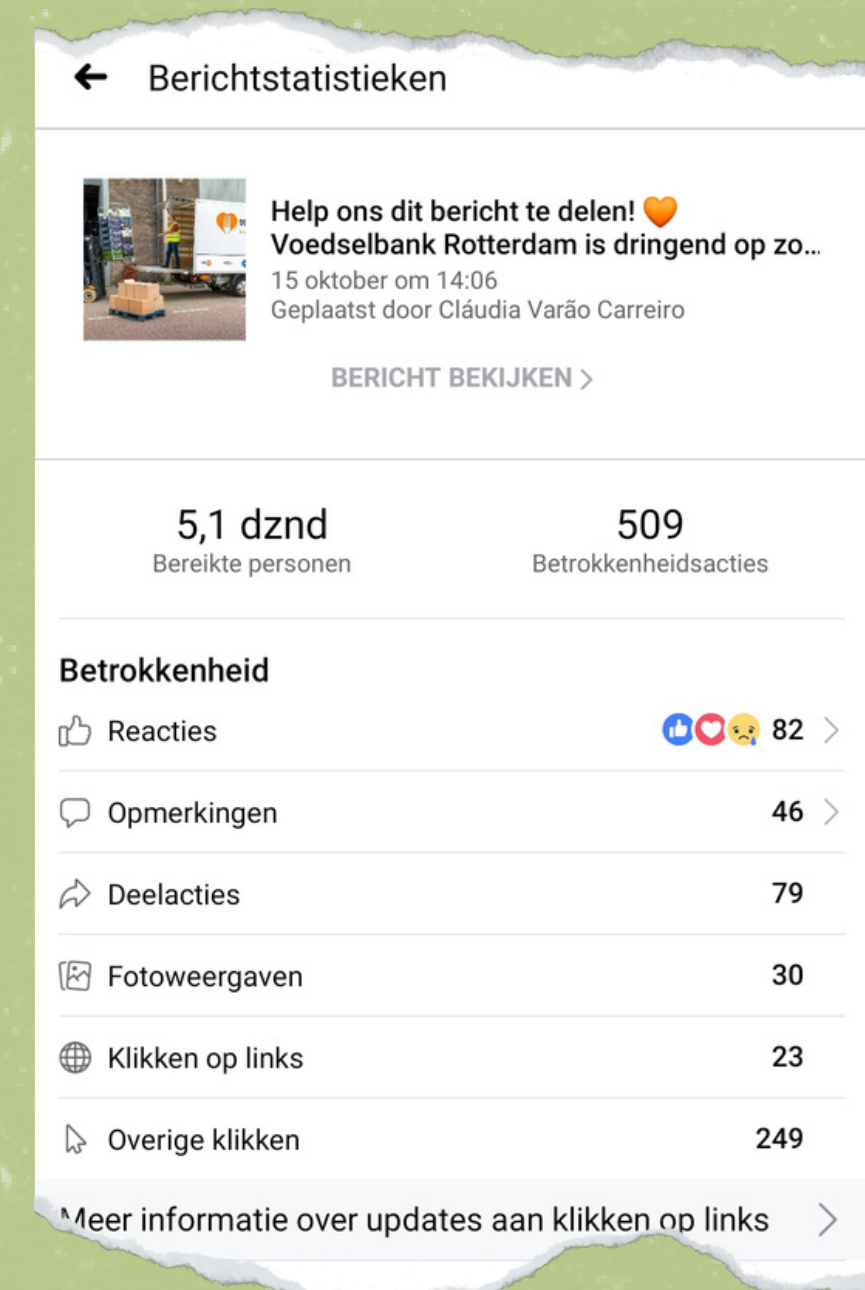 Berichtstatistieken
Help ons dit bericht te delen! 🧡
Voedselbank Rotterdam is dringend op zo...
15 oktober om 14:06
Geplaatst door Cláudia Varão Carreiro
BERICHT BEKIJKEN >
5,1 dznd
509
Bereikte personen
Betrokkenheidsacties
Betrokkenheid
Reacties 82
Opmerkingen 46
Deelacties 79
Fotoweergaven 30
Klikken op links 23
Overige klikken 249
Meer informatie over updates aan klikken op links